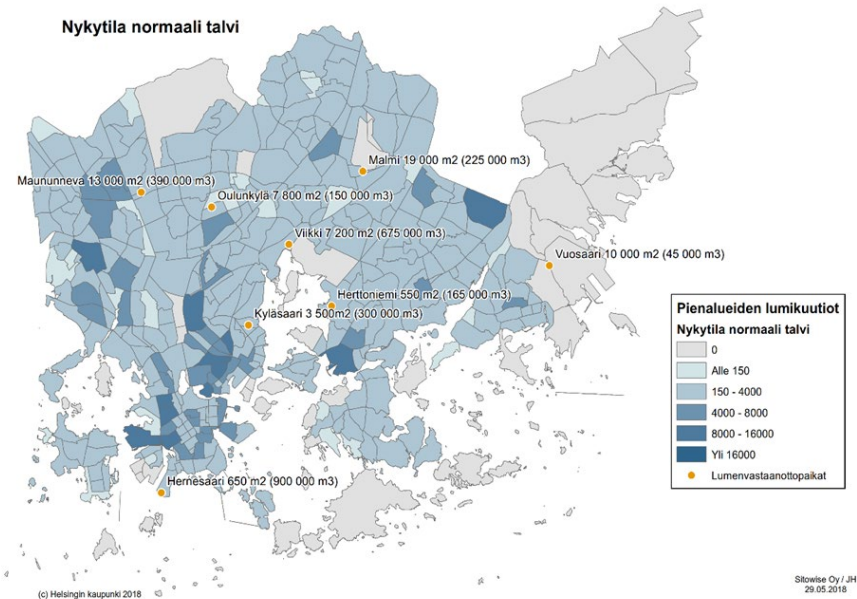 Nykytila normaali talvi
Malmi 19 000 m2 (225 000 m3)
Maununneva 13 000 m2 (390 000 m3)
Oulunkylä 7 800 m2 (150 000 m3)
Viikki 7 200 m2 (675 000 m3)
Vuosaari 10 000 m2 (45 000 m3)
Herttoniemi 550 m2 (165 000 m3)
Kyläsaari 3 500m2 (300 000 m3)
Hernesaari 650 m2 (900 000 m3)
Pienalueiden lumikuutiot
Nykytila normaali talvi
0
Alle 150
150 - 4000
4000 - 8000
8000 - 16000
Yli 16000
Lumenvastaanottopaikat
(c) Helsingin kaupunki 2018
Sitowise Oy / JH
29.05.2018